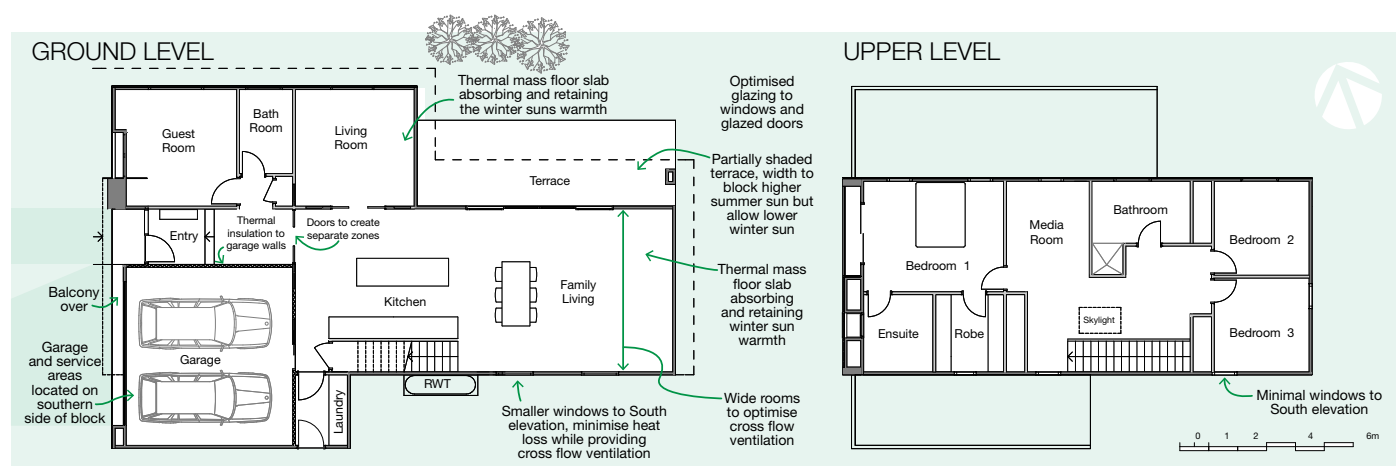 GROUND LEVEL
Guest
Room
Bath
Room
Living
Room
Thermal mass floor slab
absorbing and retaining
the winter suns warmth
Optimised
glazing to
windows and
glazed doors
Terrace
Partially shaded
terrace, width to
block higher
summer sun but
allow lower
winter sun
Entry
Thermal
insulation to
garage walls
Doors to create
separate zones
Balcony
over
Kitchen
Family
Living
Thermal mass
floor slab
absorbing
and retaining
winter sun
warmth
Garage
and service
areas
located on
southern
side of block
Garage
Laundry
RWT
Smaller windows to South
elevation, minimise heat
loss while providing
cross flow ventilation
Wide rooms
to optimise
cross flow
ventilation
UPPER LEVEL
Bedroom 1
Media
Room
Bathroom
Bedroom 2
Ensuite
Robe
Skylight
Bedroom 3
Minimal windows to
South elevation
0 1 2 4 6m